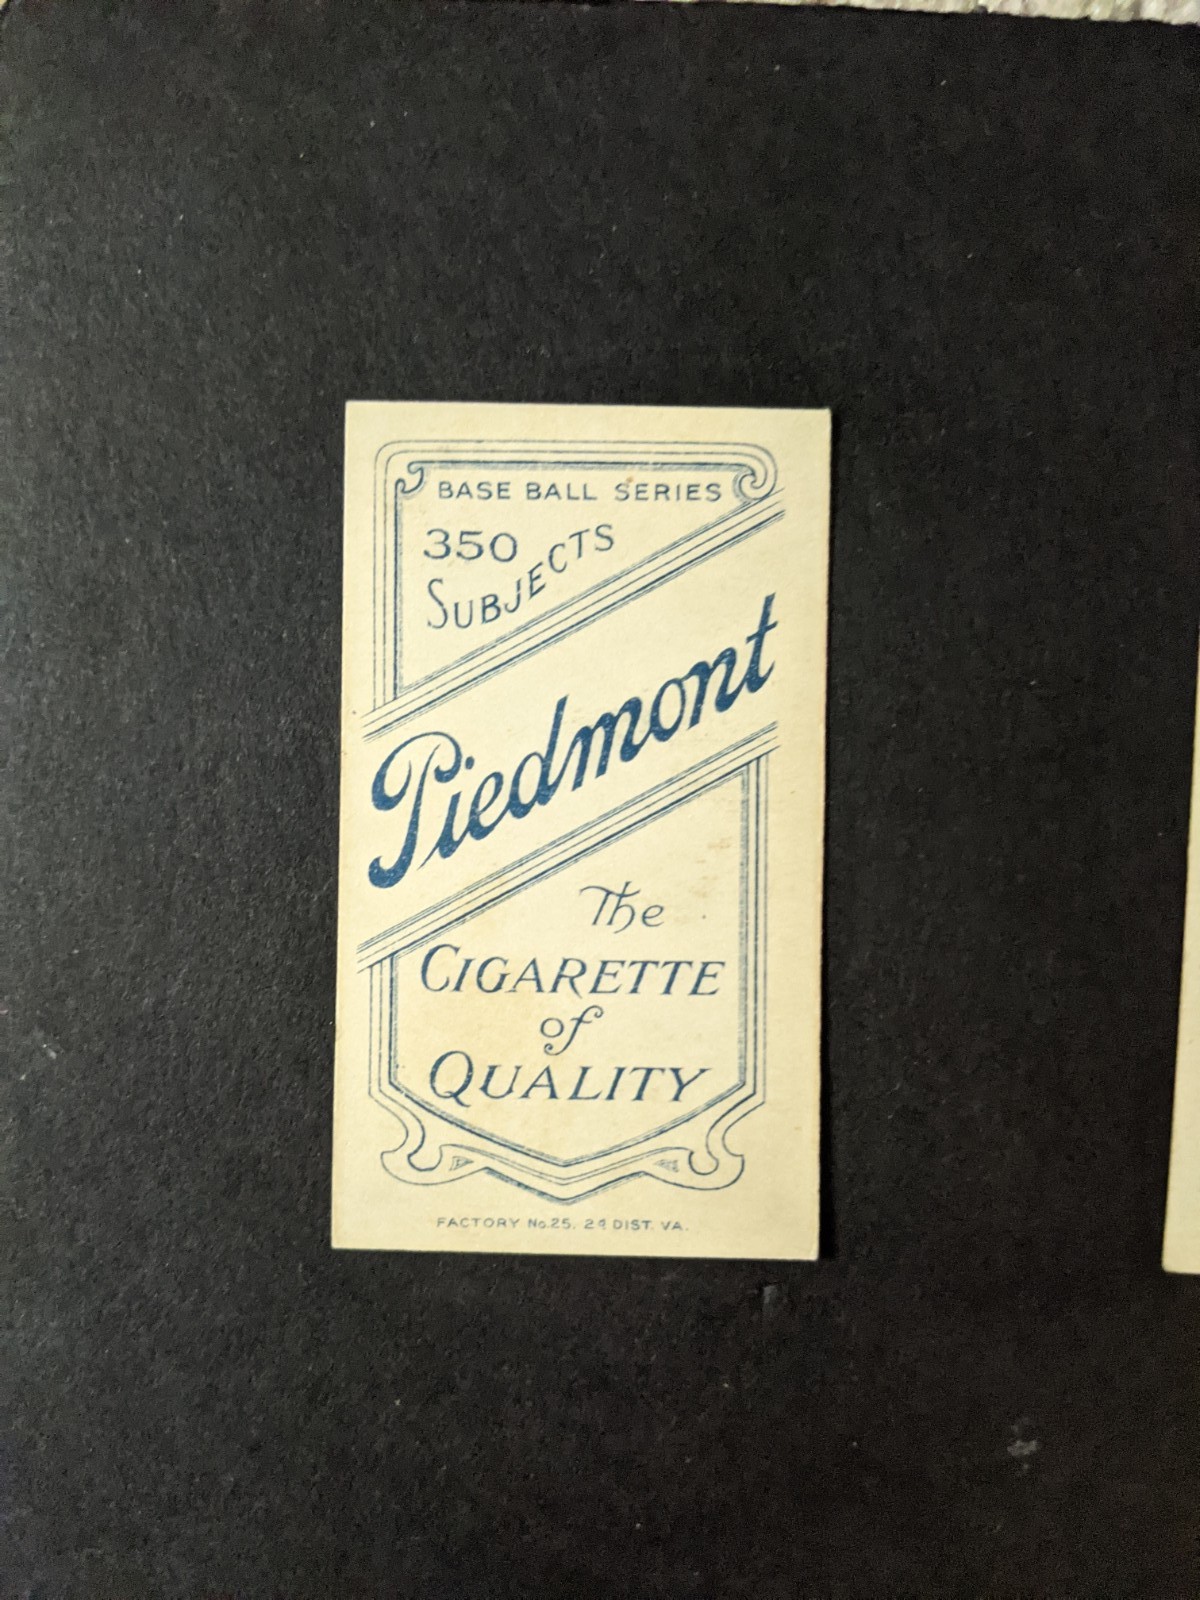 BASE BALL SERIES
350
SUBJECTS
Piedmont
The
CIGARETTE
of
QUALITY
FACTORY No. 25. 2d DIST. VA.